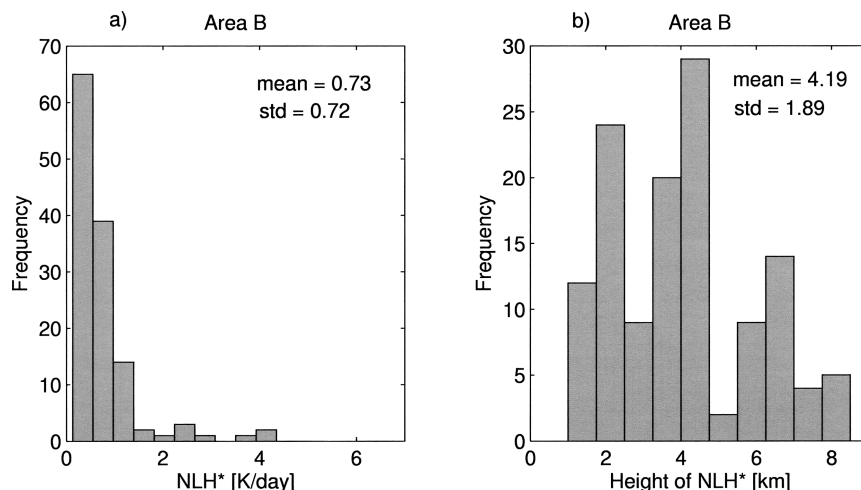 a) Area B
70
60
50
40
30
20
10
0
Frequency
mean = 0.73
std = 0.72
0 2 4 6
NLH* [K/day]
b) Area B
30
25
20
15
10
5
0
Frequency
mean = 4.19
std = 1.89
0 2 4 6 8
Height of NLH* [km]